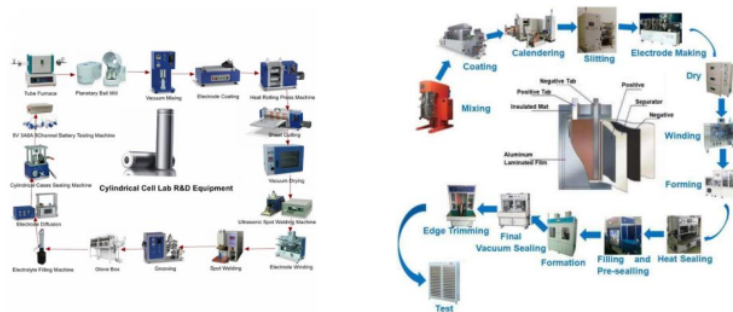 Tube Furnace
Planetary Ball Mill
Vacuum Mixing
Electrode Coating
Heat Rolling Press Machine
5V 3A6A 8Channel Battery Testing Machine
Sheet Cutting
Cylindrical Cases Sealing Machine
Cylindrical Cell Lab R&D Equipment
Vacuum Drying
Electrode Diffusion
Ultrasonic Spot Welding Machine
Electrolyte Filling Machine
Glove Box
Grooving
Spot Welding
Electrode Winding
Coating
Calendering
Slitting
Electrode Making
Dry
Mixing
Negative Tab
Positive Tab
Insulated Mat
Positive
Separator
Negative
Aluminum
Laminated Film
Winding
Forming
Edge Trimming
Final
Vacuum Sealing
Formation
Filling and
Pre-sealling
Heat Sealing
Test